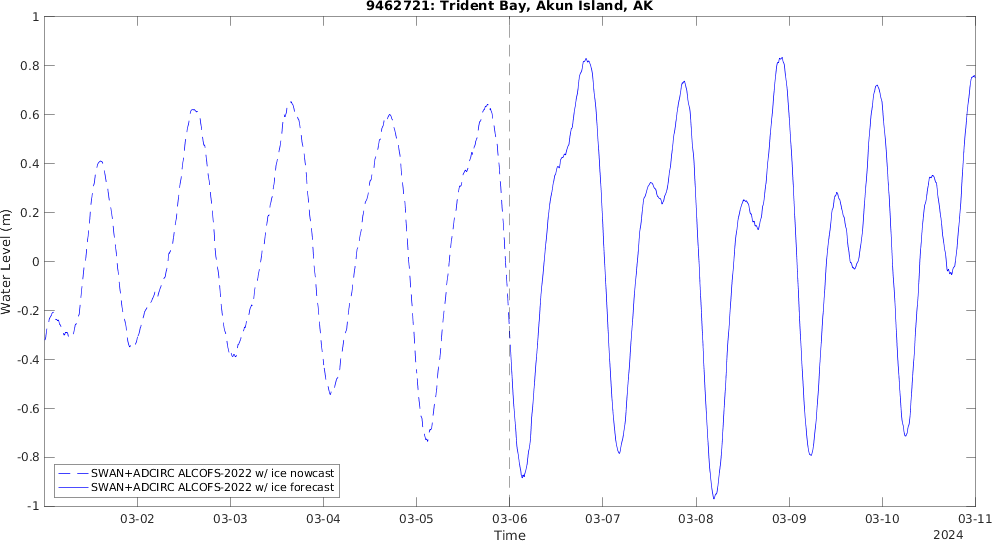 9462721: Trident Bay, Akun Island, AK
1
0.8
0.6
0.4
0.2
0
-0.2
-0.4
-0.6
-0.8
-1
Water Level (m)
SWAN+ADCIRC ALCOFS-2022 w/ ice nowcast
SWAN+ADCIRC ALCOFS-2022 w/ ice forecast
03-02 03-03 03-04 03-05 03-06 03-07 03-08 03-09 03-10 03-11
Time
2024